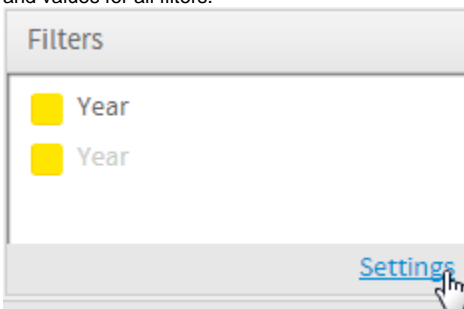 and values for all filters.
Filters
Year
Year
Settings